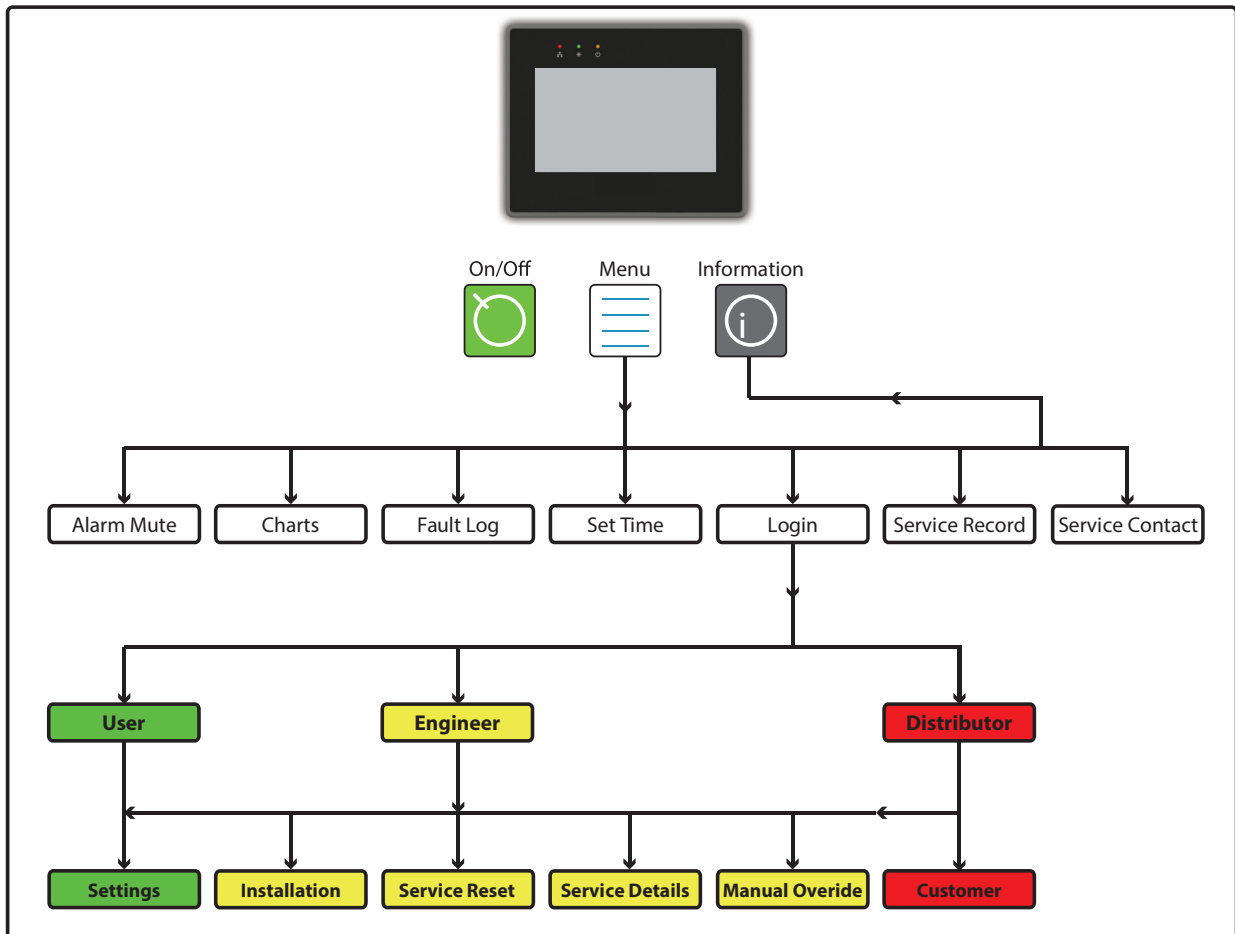 On/Off Menu Information
i
Alarm Mute Charts Fault Log Set Time Login Service Record Service Contact
User Engineer Distributor
Settings Installation Service Reset Service Details Manual Overide Customer